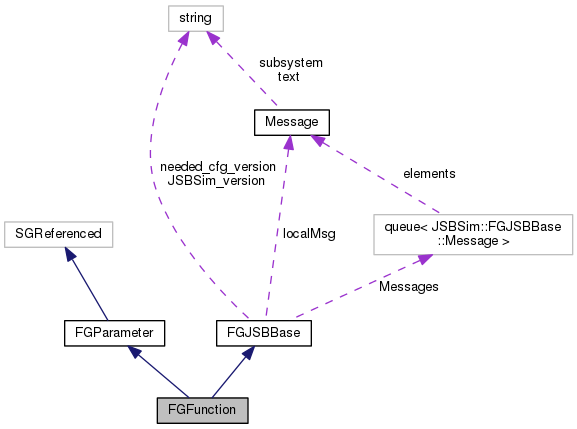 string
subsystem
text
Message
needed_cfg_version
JSBSim_version
elements
SGReferenced
localMsg
queue< JSBSim::FGJSBBase
::Message >
Messages
FGParameter
FGJSBBase
FGFunction